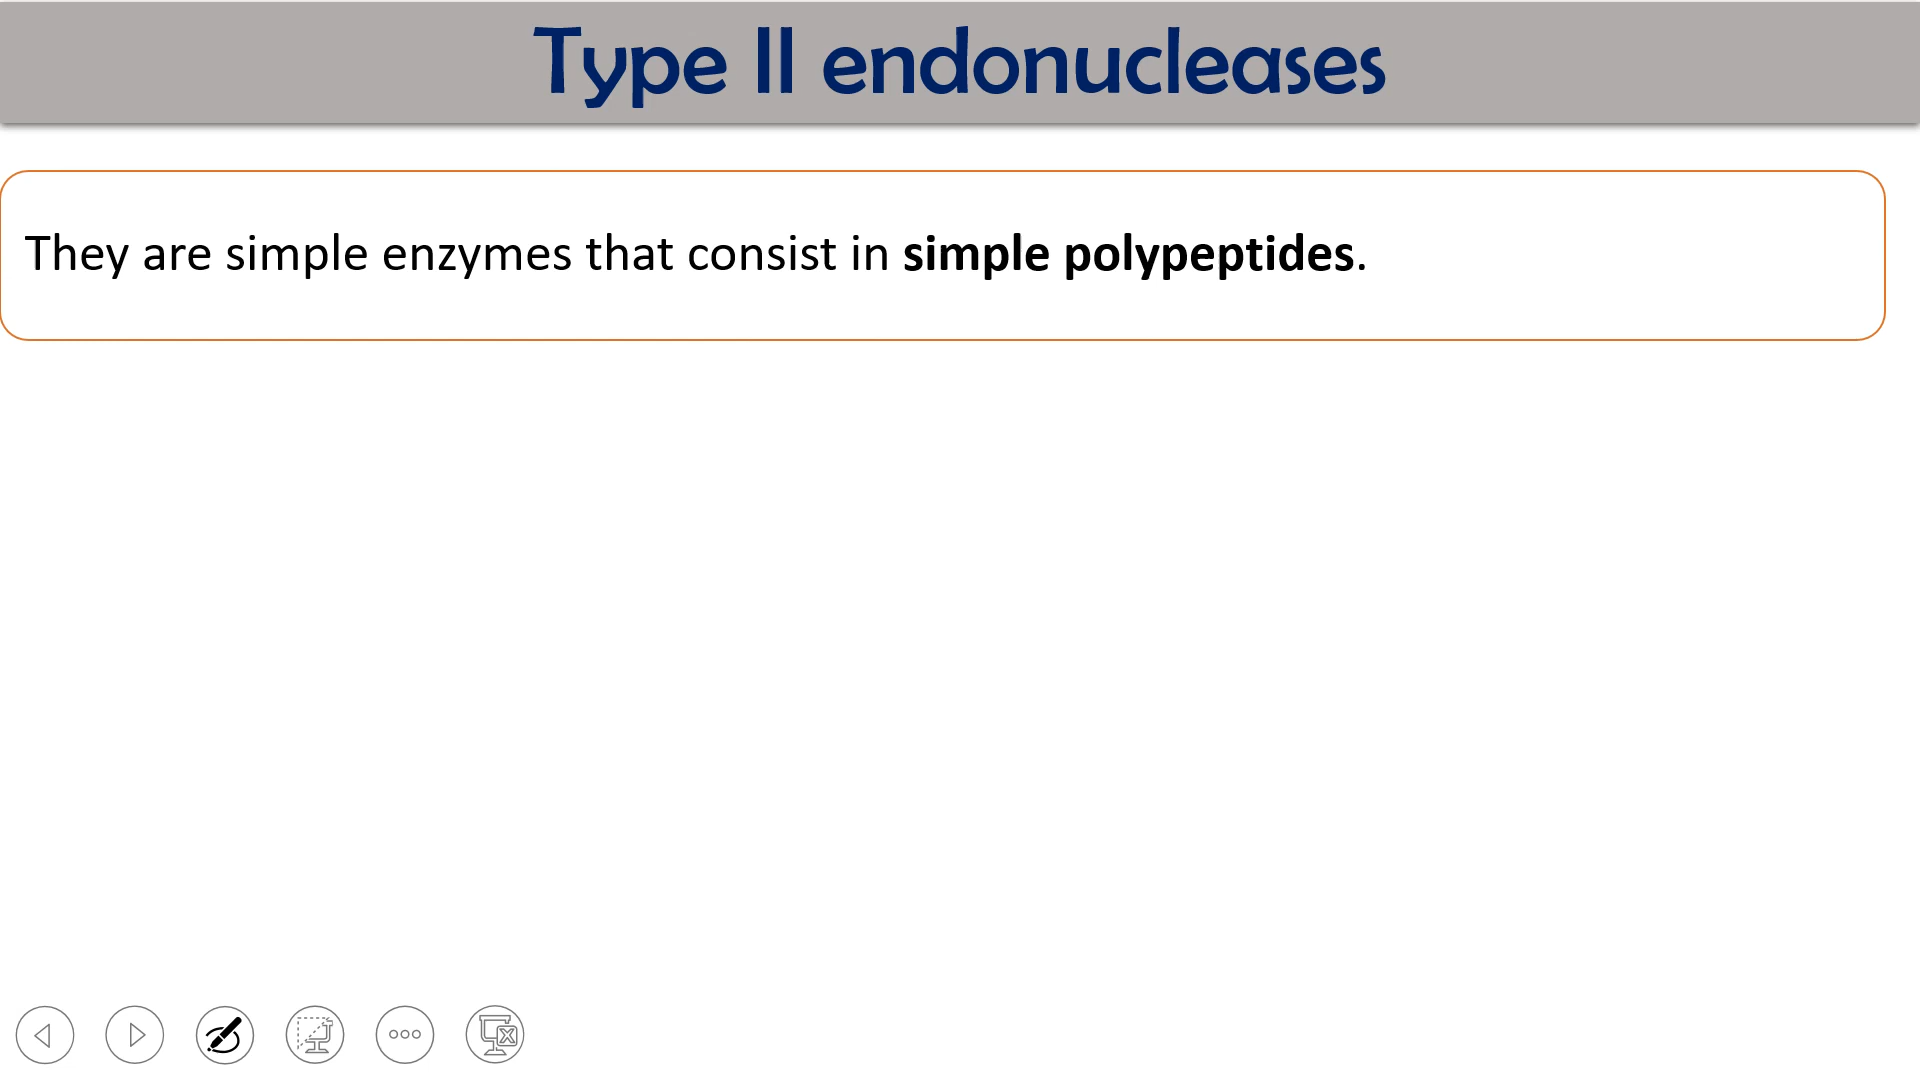 Type II endonucleases
They are simple enzymes that consist in simple polypeptides.